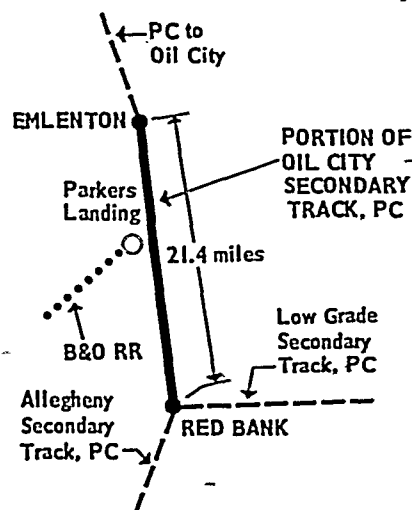 PC to
Oil City
EMLENTON
PORTION OF
OIL CITY
SECONDARY
TRACK, PC
Parkers
Landing
21.4 miles
B&O RR
Low Grade
Secondary
Track, PC
Allegheny
Secondary
Track, PC
RED BANK